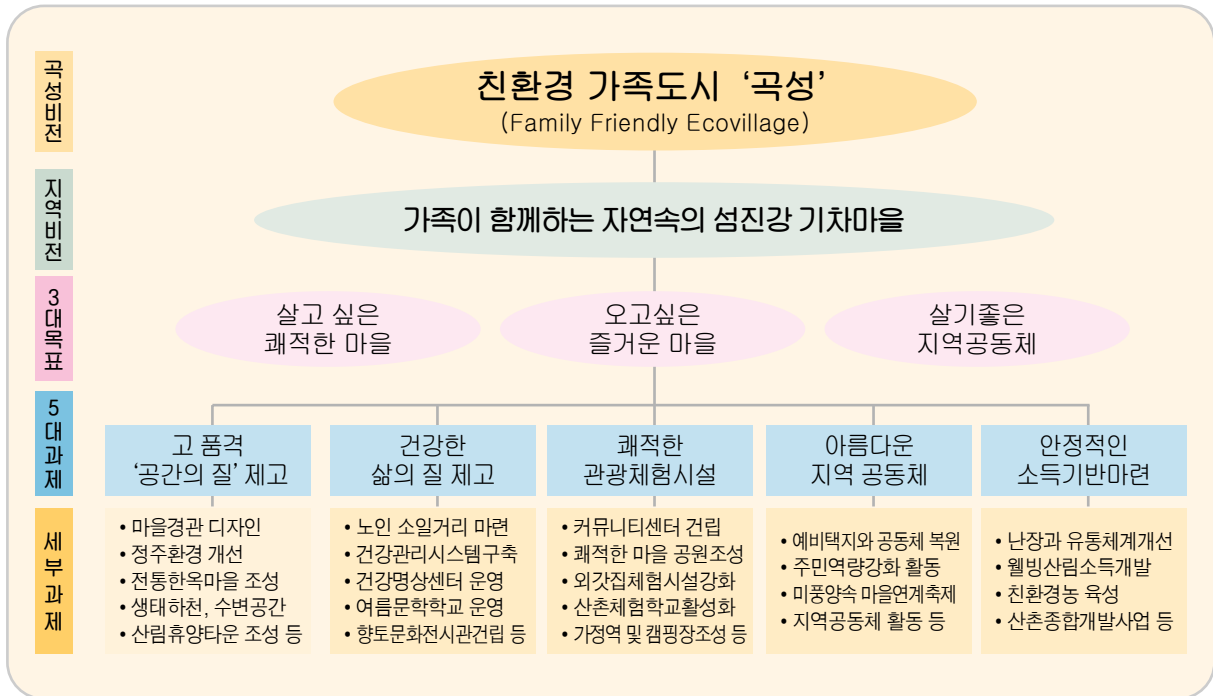 곡성비전
친환경 가족도시 ‘곡성’
(Family Friendly Ecovillage)
지역비전
가족이 함께하는 자연속의 섬진강 기차마을
3대목표
살고 싶은
쾌적한 마을
오고싶은
즐거운 마을
살기좋은
지역공동체
5대과제
고 품격
‘공간의 질’ 제고
건강한
삶의 질 제고
쾌적한
관광체험시설
아름다운
지역 공동체
안정적인
소득기반마련
세부과제
• 마을경관 디자인
• 정주환경 개선
• 전통한옥마을 조성
• 생태하천, 수변공간
• 산림휴양타운 조성 등
• 노인 소일거리 마련
• 건강관리시스템구축
• 건강명상센터 운영
• 여름문학학교 운영
• 향토문화전시관건립 등
• 커뮤니티센터 건립
• 쾌적한 마을 공원조성
• 외갓집체험시설강화
• 산촌체험학교활성화
• 가정역 및 캠핑장조성 등
• 예비택지와 공동체 복원
• 주민역량강화 활동
• 미풍양속 마을연계축제
• 지역공동체 활동 등
• 난장과 유통체계개선
• 웰빙산림소득개발
• 친환경농 육성
• 산촌종합개발사업 등